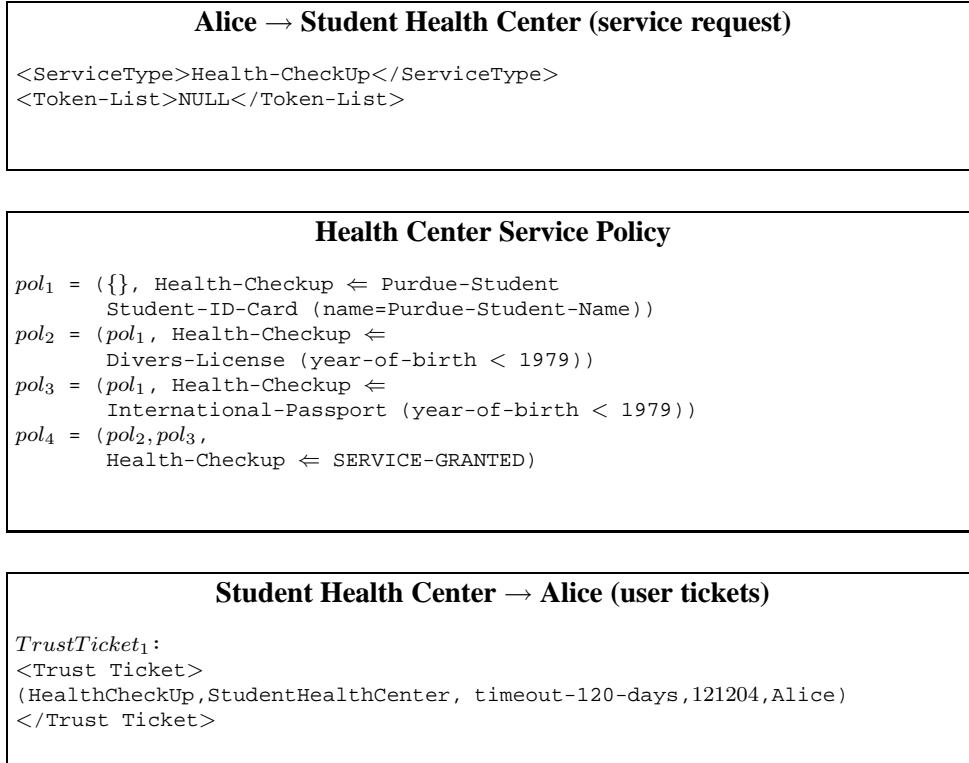 Alice → Student Health Center (service request)
<ServiceType>Health-CheckUp</ServiceType>
<Token-List>NULL</Token-List>
Health Center Service Policy
pol₁ = ({}, Health-Checkup ⇐ Purdue-Student
Student-ID-Card (name=Purdue-Student-Name))
pol₂ = (pol₁, Health-Checkup ⇐
Divers-License (year-of-birth < 1979))
pol₃ = (pol₁, Health-Checkup ⇐
International-Passport (year-of-birth < 1979))
pol₄ = (pol₂,pol₃,
Health-Checkup ⇐ SERVICE-GRANTED)
Student Health Center → Alice (user tickets)
TrustTicket₁:
<Trust Ticket>
(HealthCheckUp,StudentHealthCenter, timeout-120-days,121204,Alice)
</Trust Ticket>